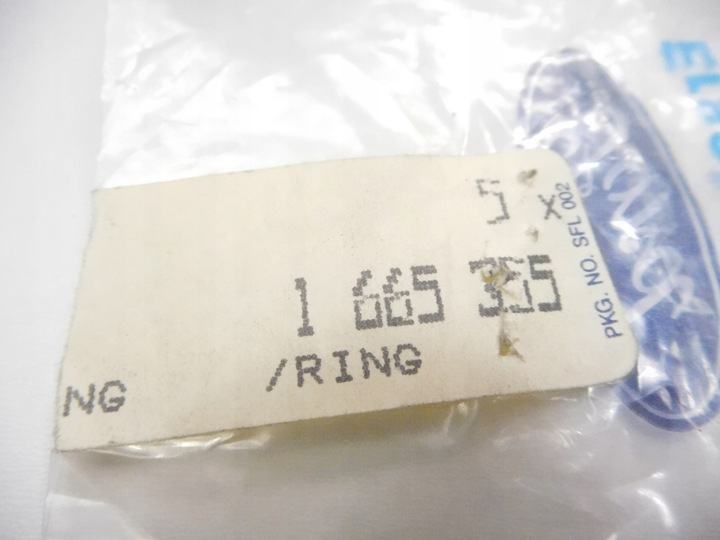 5 x
1 665 355
NG /RING
PKG. NO. SFL 002